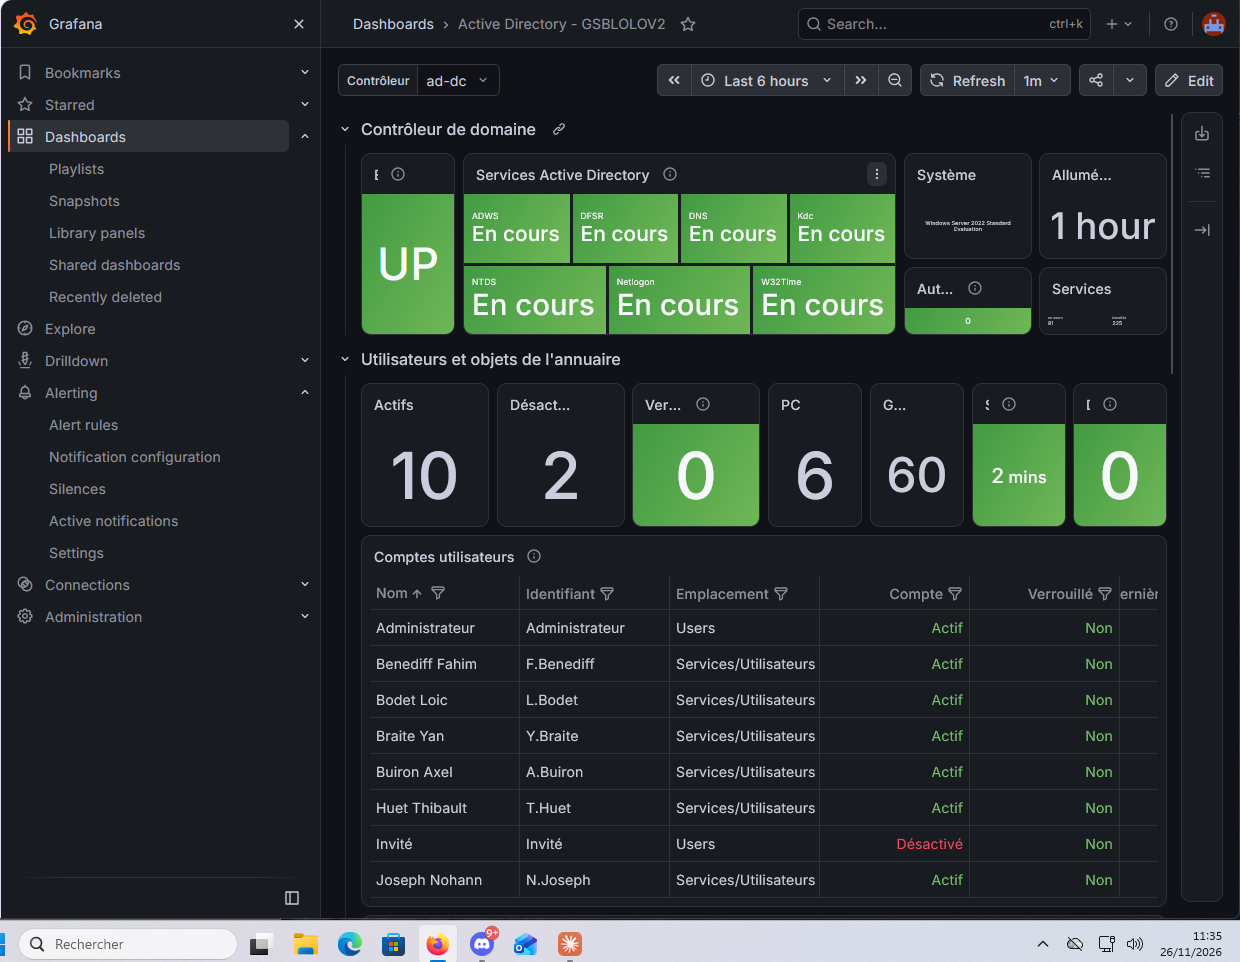 Grafana
Dashboards › Active Directory - GSBLOLOV2
Search... ctrl+k
Bookmarks
Starred
Dashboards
Playlists
Snapshots
Library panels
Shared dashboards
Recently deleted
Explore
Drilldown
Alerting
Alert rules
Notification configuration
Silences
Active notifications
Settings
Connections
Administration
Contrôleur ad-dc
Last 6 hours
Refresh 1m
Edit
Contrôleur de domaine
UP
Services Active Directory
ADWS
En cours
DFSR
En cours
DNS
En cours
Kdc
En cours
NTDS
En cours
Netlogon
En cours
W32Time
En cours
Système
Windows Server 2022 Standard
Evaluation
Allumé...
1 hour
Aut...
0
Services
81
225
Utilisateurs et objets de l'annuaire
Actifs
10
Désact...
2
Ver...
0
PC
6
G...
60
2 mins
0
Comptes utilisateurs
Nom Identifiant Emplacement Compte Verrouillé
Administrateur Administrateur Users Actif Non
Benediff Fahim F.Benediff Services/Utilisateurs Actif Non
Bodet Loic L.Bodet Services/Utilisateurs Actif Non
Braite Yan Y.Braite Services/Utilisateurs Actif Non
Buiron Axel A.Buiron Services/Utilisateurs Actif Non
Huet Thibault T.Huet Services/Utilisateurs Actif Non
Invité Invité Users Désactivé Non
Joseph Nohann N.Joseph Services/Utilisateurs Actif Non
Rechercher
9+
11:35
26/11/2026